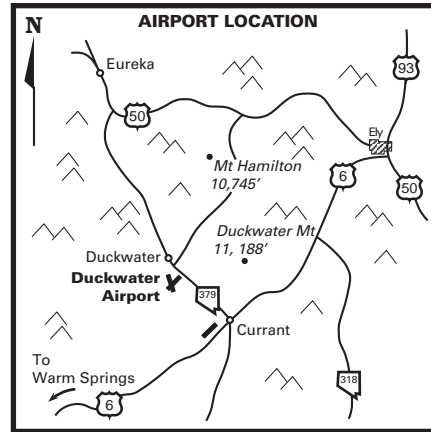 AIRPORT LOCATION
N
Eureka
93
50
Ely
Mt Hamilton
10,745'
6
50
Duckwater Mt
11, 188'
Duckwater
Duckwater
Airport
379
Currant
To
Warm Springs
318
6